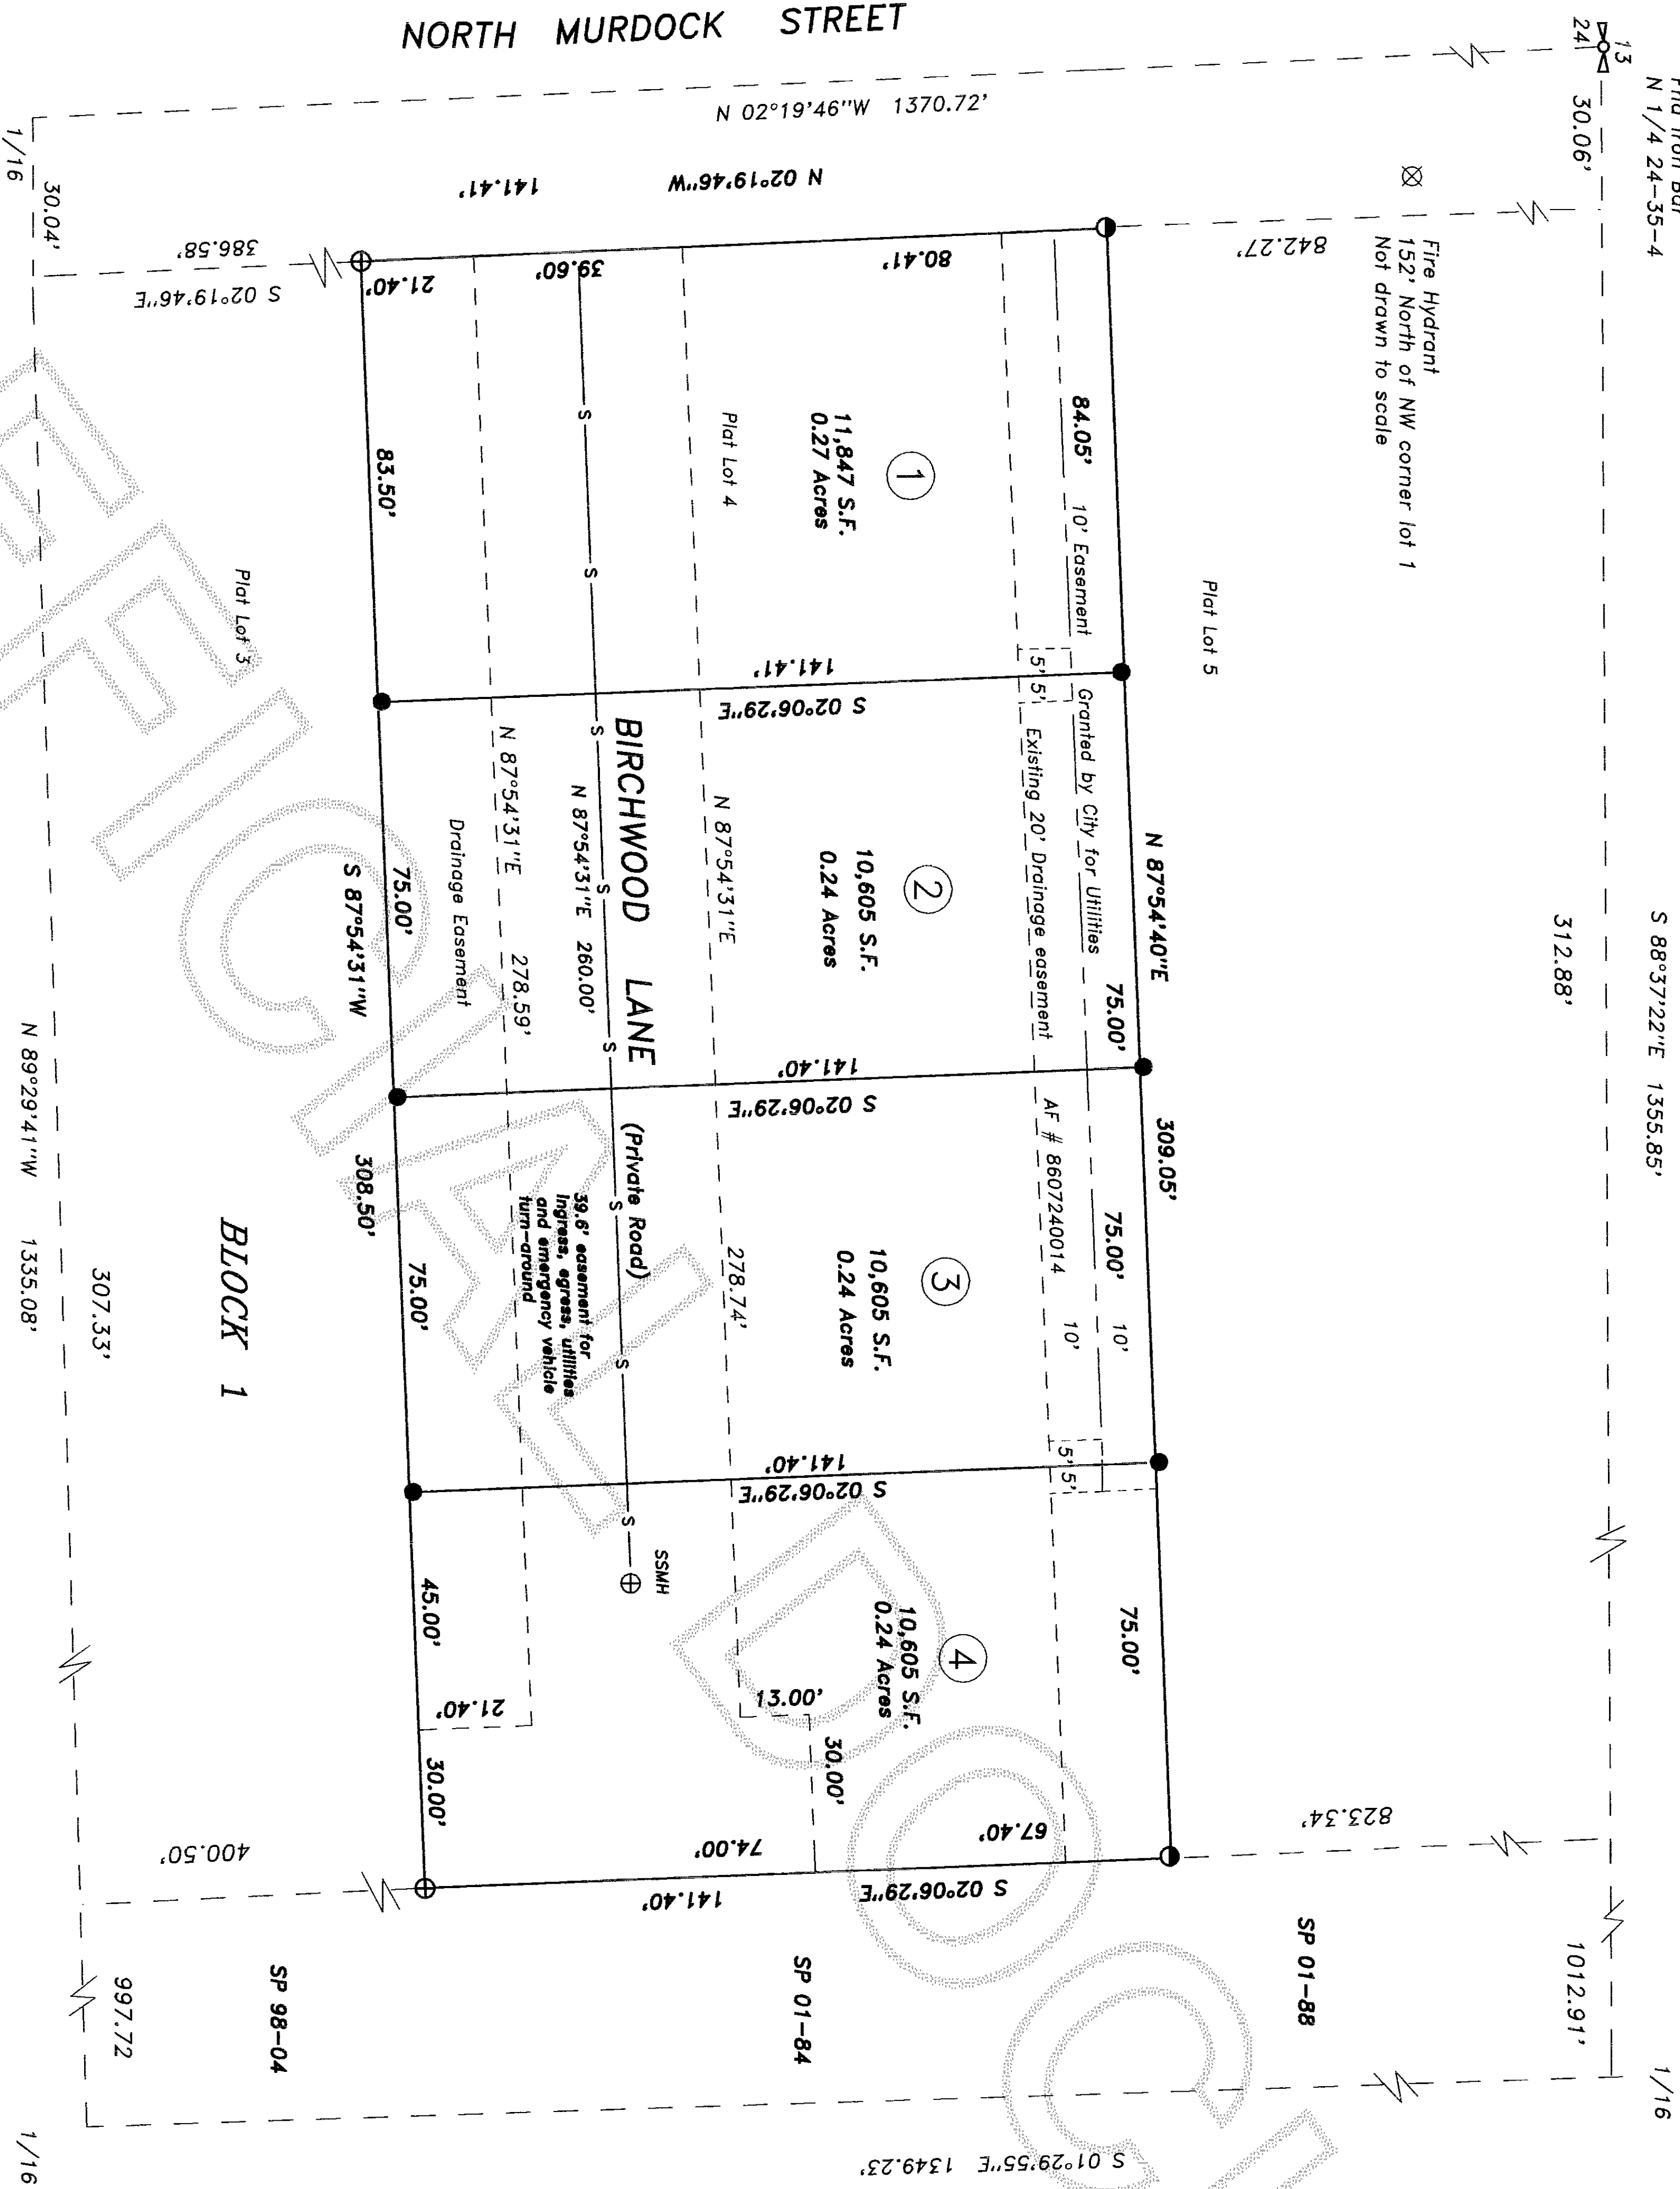 Fnd Iron Bar
N 1/4 24-35-4
13
24
30.06'
S 88°37'22"E 1355.85'
312.88'
1012.91'
1/16
NORTH MURDOCK STREET
N 02°19'46"W 1370.72'
Fire Hydrant
152' North of NW corner lot 1
Not drawn to scale
842.27'
Plat Lot 5
823.34'
SP 01-88
N 87°54'40"E
309.05'
84.05'
75.00'
75.00'
75.00'
10' Easement
Granted by City for Utilities
10'
5' 5'
Existing 20' Drainage easement
AF # 8607240014
10'
5' 5'
N 02°19'46"W
141.41'
80.41'
39.60'
21.40'
1
11,847 S.F.
0.27 Acres
2
10,605 S.F.
0.24 Acres
3
10,605 S.F.
0.24 Acres
4
10,605 S.F.
0.24 Acres
Plat Lot 4
141.41'
S 02°06'29"E
141.40'
S 02°06'29"E
141.40'
S 02°06'29"E
67.40'
74.00'
S 02°06'29"E
141.40'
13.00'
30.00'
N 87°54'31"E
278.74'
BIRCHWOOD LANE
(Private Road)
SSMH
S S S S S S S S
N 87°54'31"E 260.00'
39.6' easement for
ingress, egress, utilities
and emergency vehicle
turn-around
N 87°54'31"E 278.59'
Drainage Easement
21.40'
83.50'
75.00'
75.00'
45.00'
30.00'
S 87°54'31"W
308.50'
SP 01-84
386.58'
S 02°19'46"E
Plat Lot 3
BLOCK 1
400.50'
SP 98-04
30.04'
307.33'
997.72
1/16
N 89°29'41"W 1335.08'
1/16
S 01°29'55"E 1349.23'